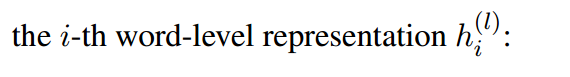 the i-th word-level representation h_i^{(l)}: